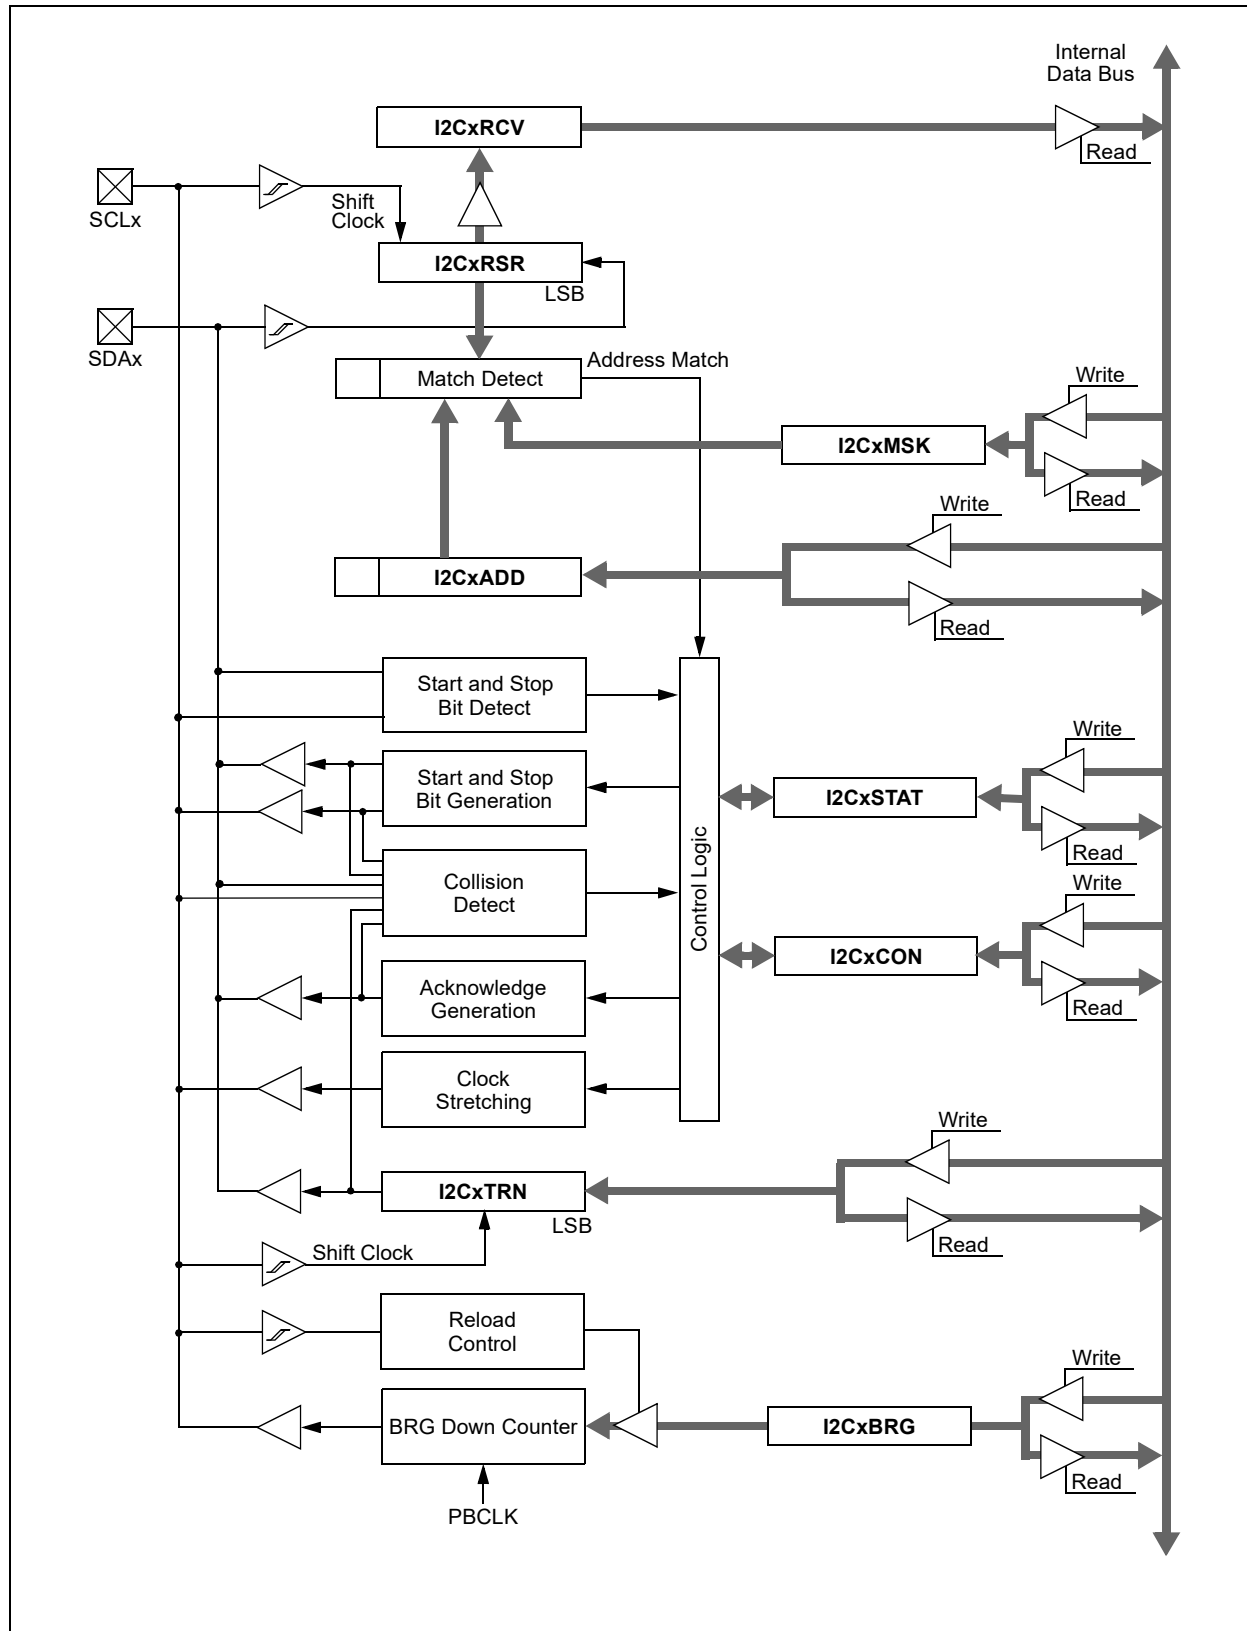 Internal
Data Bus
I2CxRCV
Read
SCLx
Shift
Clock
I2CxRSR
LSB
SDAx
Address Match
Match Detect
Write
I2CxMSK
Read
Write
I2CxADD
Read
Start and Stop
Bit Detect
Write
Start and Stop
Bit Generation
I2CxSTAT
Control Logic
Read
Collision
Detect
Write
I2CxCON
Acknowledge
Generation
Read
Clock
Stretching
Write
I2CxTRN
LSB
Read
Shift Clock
Reload
Control
Write
BRG Down Counter
I2CxBRG
Read
PBCLK